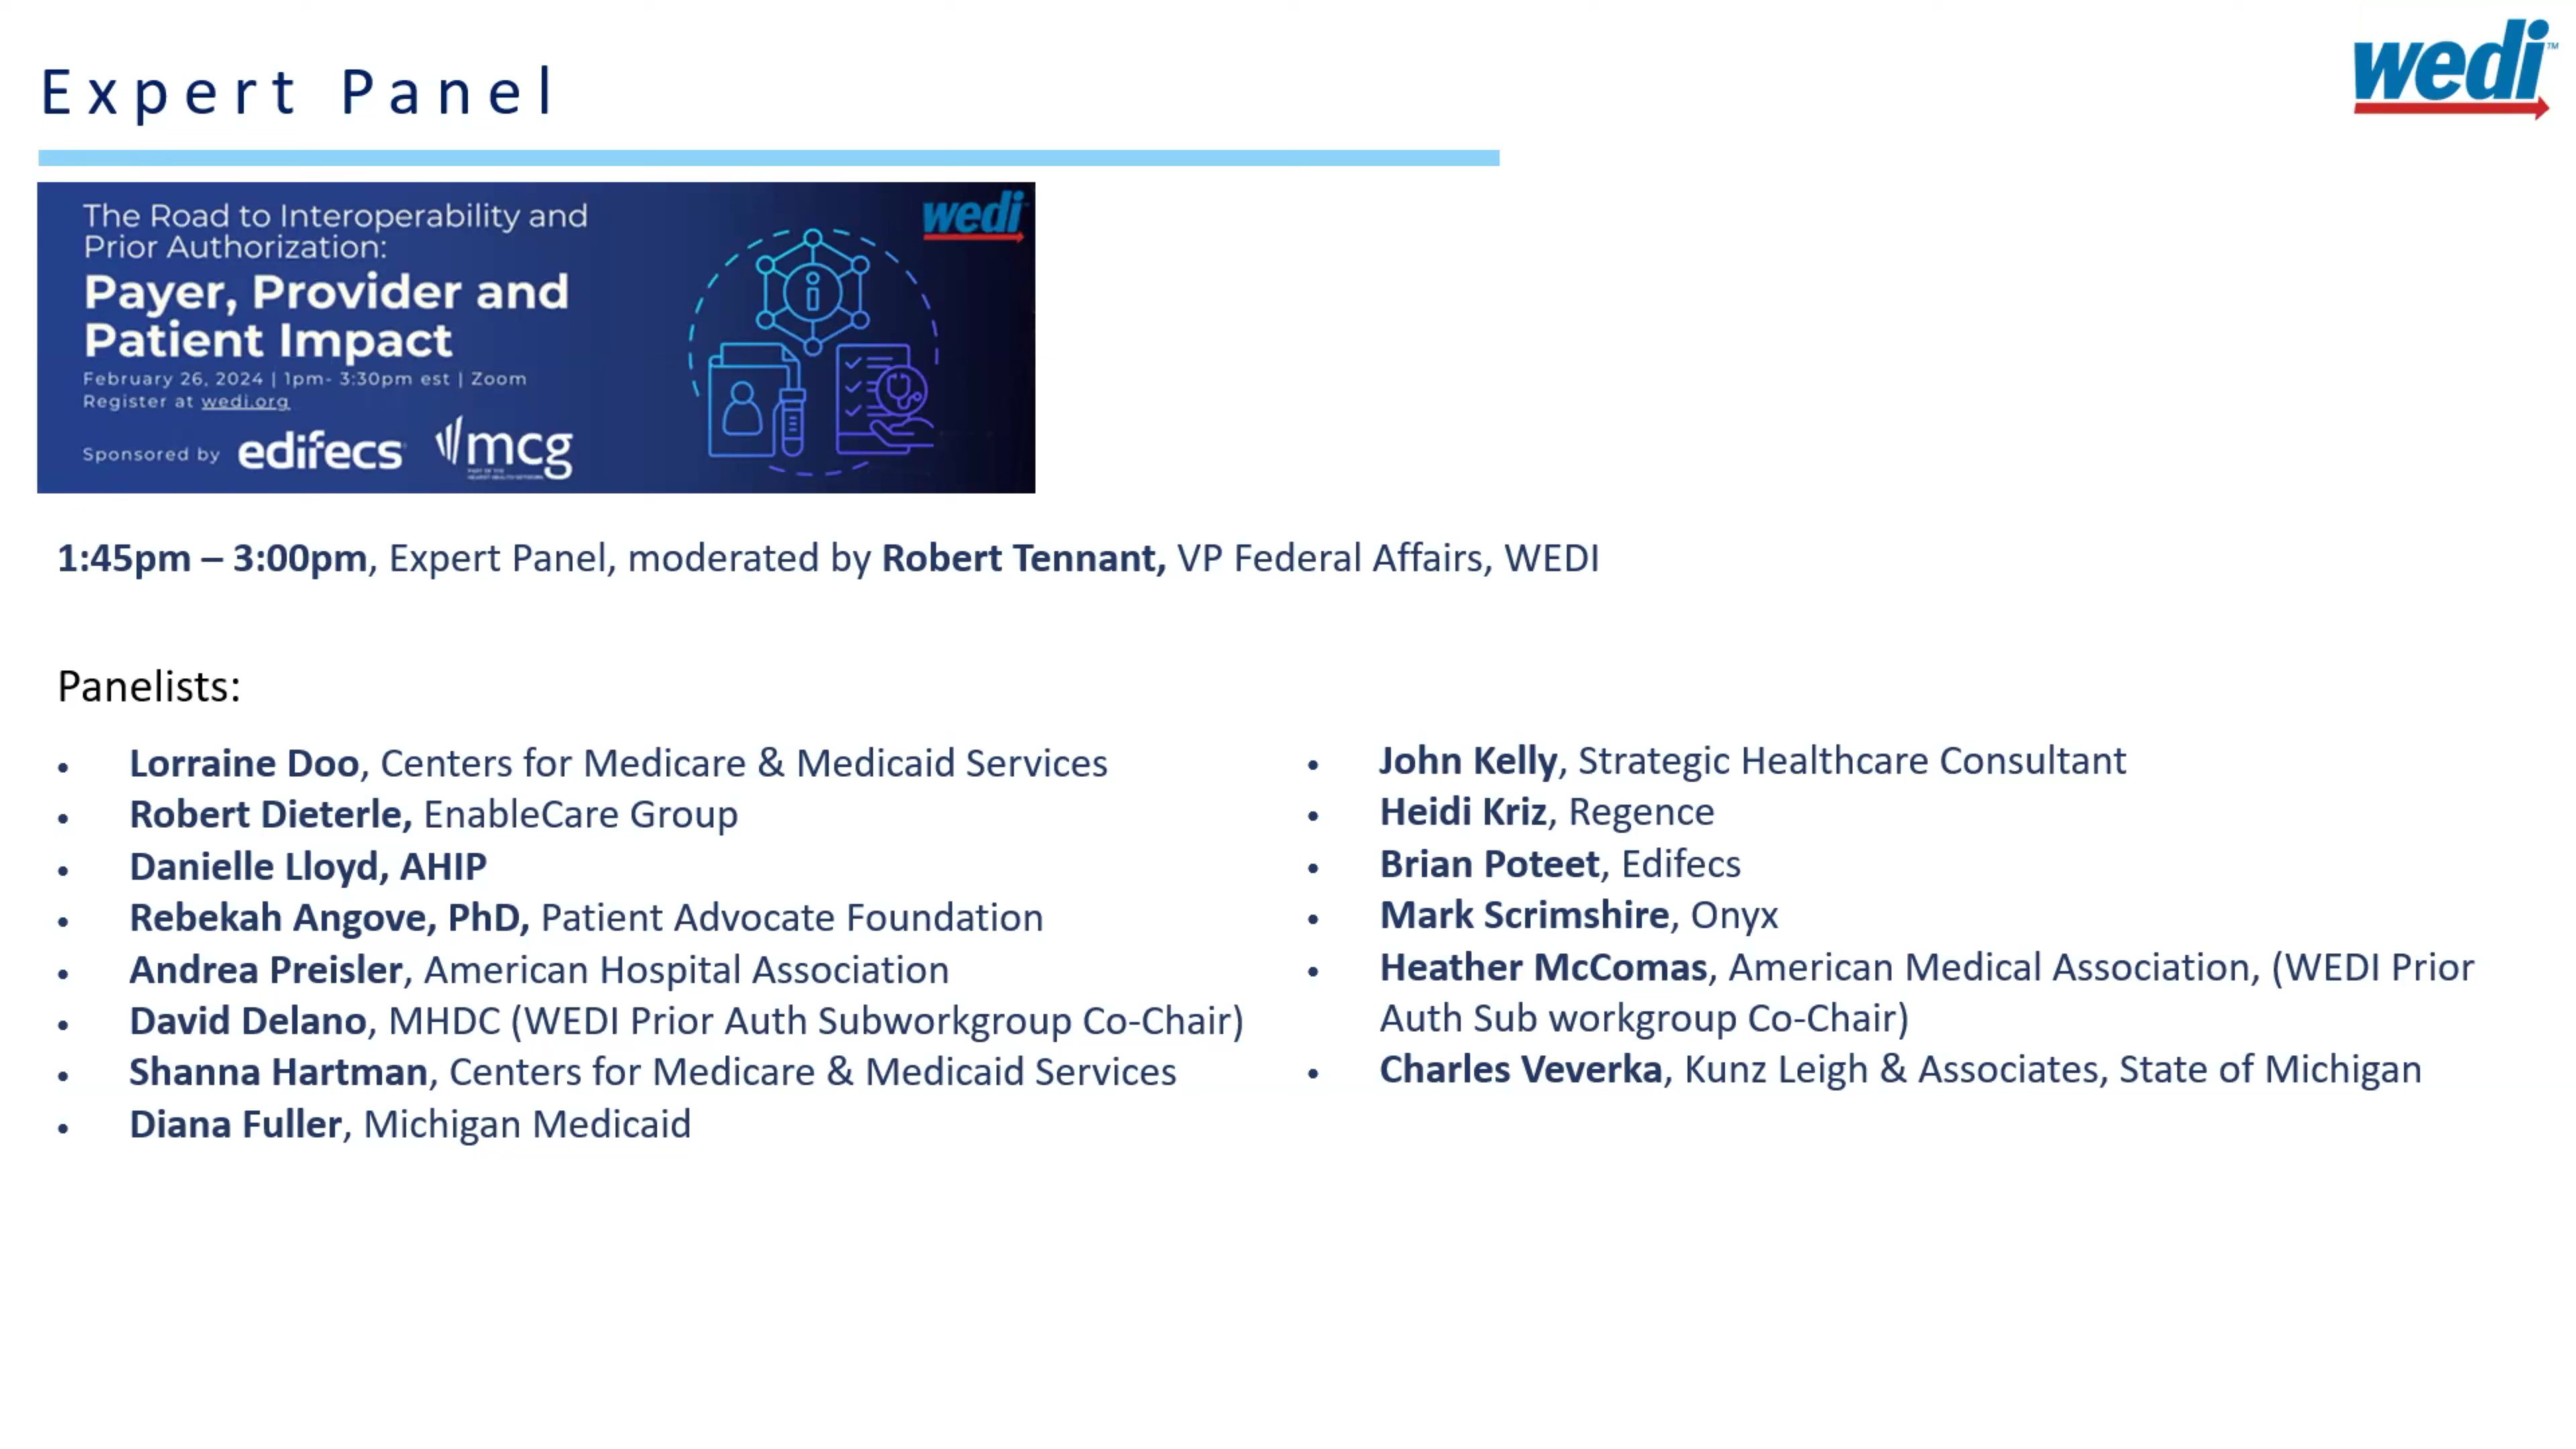 Expert Panel
wedi™
The Road to Interoperability and
Prior Authorization:
Payer, Provider and
Patient Impact
February 26, 2024 | 1pm- 3:30pm est | Zoom
Register at wedi.org
Sponsored by edifecs mcg
wedi
1:45pm – 3:00pm, Expert Panel, moderated by Robert Tennant, VP Federal Affairs, WEDI
Panelists:
• Lorraine Doo, Centers for Medicare & Medicaid Services
• Robert Dieterle, EnableCare Group
• Danielle Lloyd, AHIP
• Rebekah Angove, PhD, Patient Advocate Foundation
• Andrea Preisler, American Hospital Association
• David Delano, MHDC (WEDI Prior Auth Subworkgroup Co-Chair)
• Shanna Hartman, Centers for Medicare & Medicaid Services
• Diana Fuller, Michigan Medicaid
• John Kelly, Strategic Healthcare Consultant
• Heidi Kriz, Regence
• Brian Poteet, Edifecs
• Mark Scrimshire, Onyx
• Heather McComas, American Medical Association, (WEDI Prior
Auth Sub workgroup Co-Chair)
• Charles Veverka, Kunz Leigh & Associates, State of Michigan